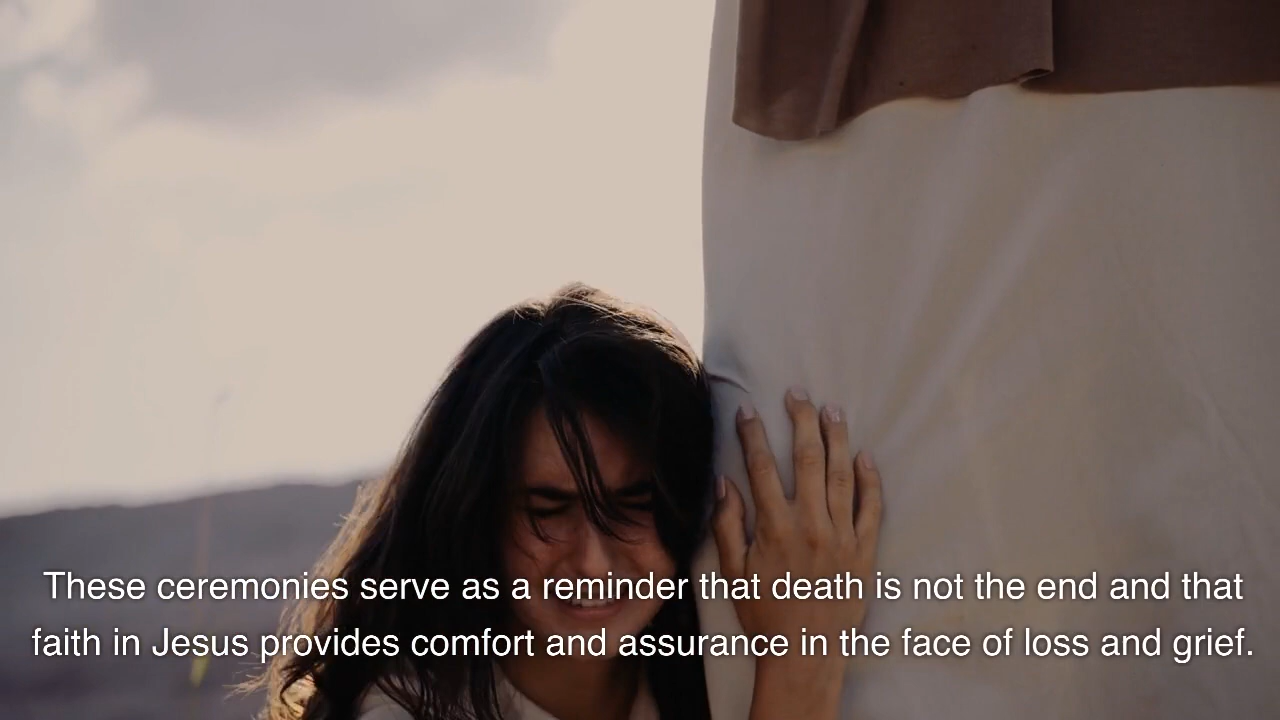 These ceremonies serve as a reminder that death is not the end and that
faith in Jesus provides comfort and assurance in the face of loss and grief.